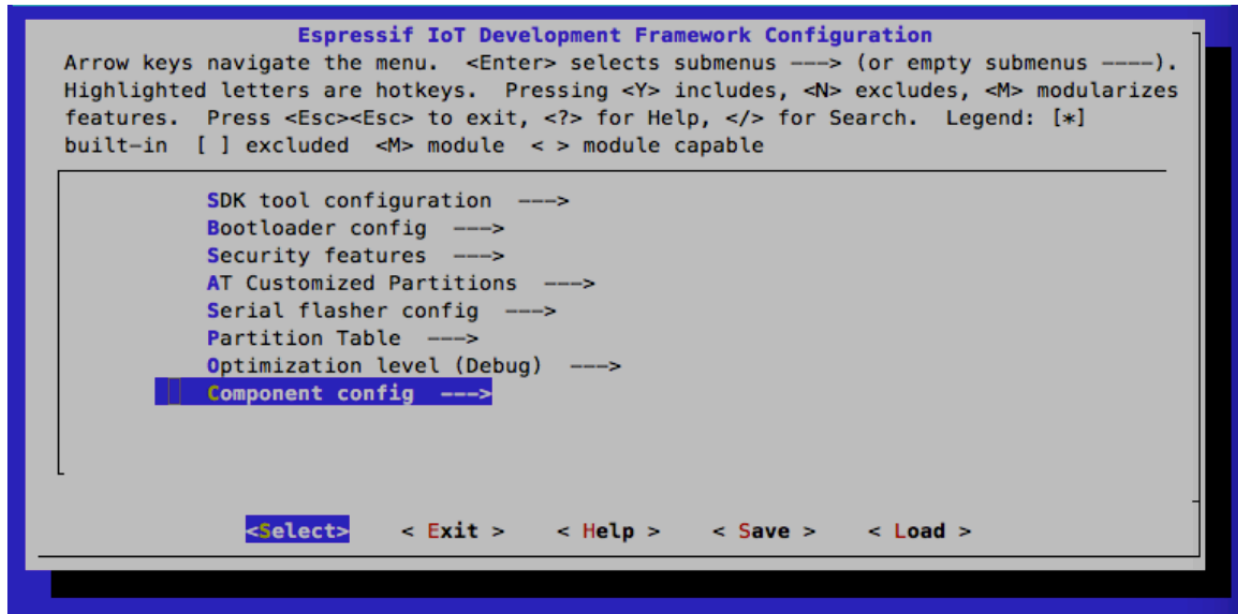 Espressif IoT Development Framework Configuration
Arrow keys navigate the menu.  <Enter> selects submenus ---> (or empty submenus ----).
Highlighted letters are hotkeys.  Pressing <Y> includes, <N> excludes, <M> modularizes
features.  Press <Esc><Esc> to exit, <?> for Help, </> for Search.  Legend: [*]
built-in  [ ] excluded  <M> module  < > module capable
SDK tool configuration  --->
Bootloader config  --->
Security features  --->
AT Customized Partitions  --->
Serial flasher config  --->
Partition Table  --->
Optimization level (Debug)  --->
Component config  --->
<Select>    < Exit >    < Help >    < Save >    < Load >